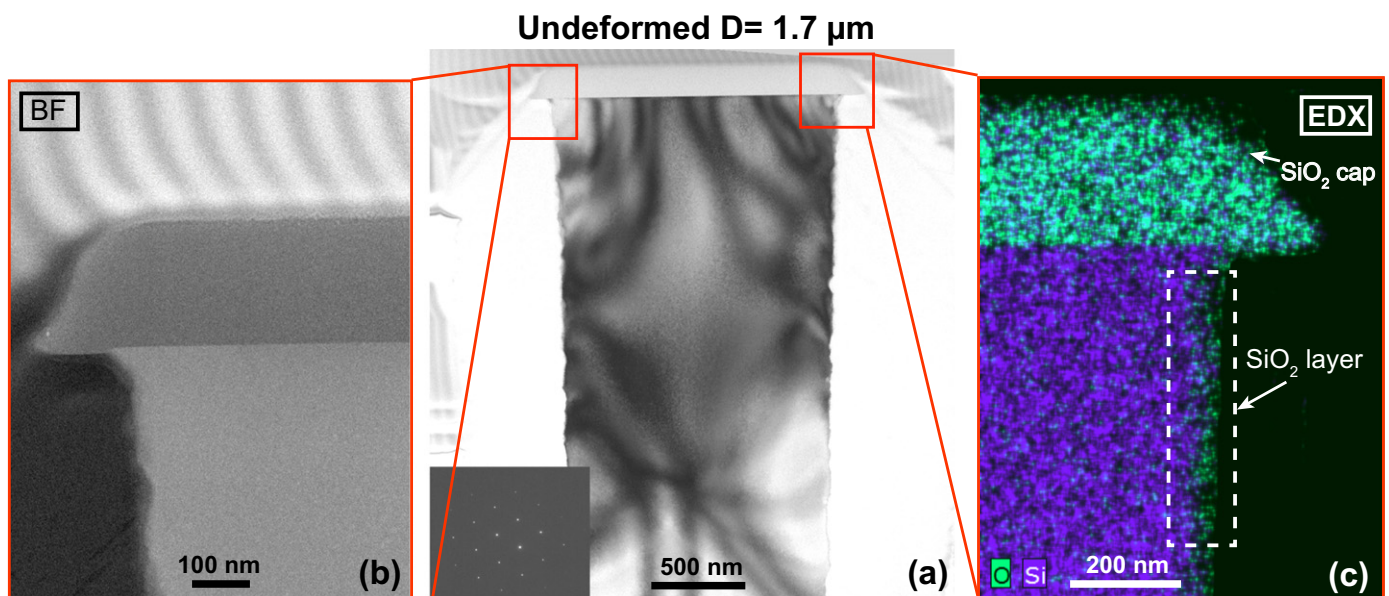 Undeformed D= 1.7 µm
BF
100 nm
(b)
500 nm
(a)
EDX
SiO₂ cap
SiO₂ layer
O Si
200 nm
(c)